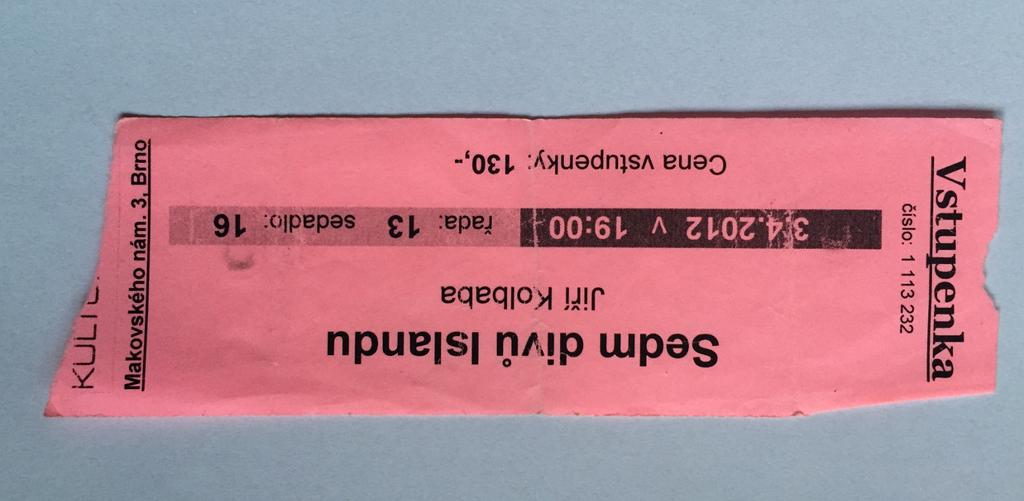 Vstupenka
číslo: 1 113 232
Sedm divů Islandu
Jiří Kolbaba
3.4.2012 v 19:00 řada: 13 sedadlo: 16
Cena vstupenky: 130,-
Makovského nám. 3, Brno